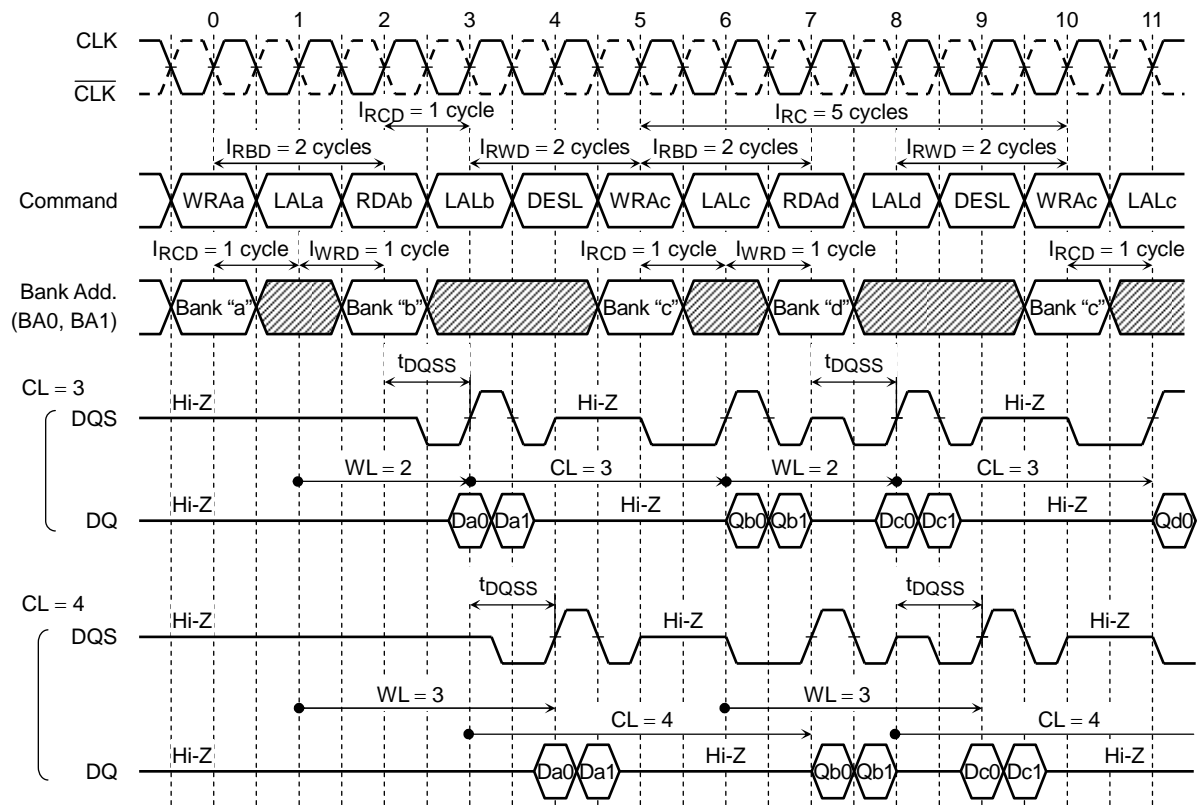 0 1 2 3 4 5 6 7 8 9 10 11
CLK
CLK
IRCD = 1 cycle
IRC = 5 cycles
IRBD = 2 cycles
IRWD = 2 cycles
IRBD = 2 cycles
IRWD = 2 cycles
Command
WRAa LALa RDAb LALb DESL WRAc LALc RDAd LALd DESL WRAc LALc
IRCD = 1 cycle
IWRD = 1 cycle
IRCD = 1 cycle
IWRD = 1 cycle
IRCD = 1 cycle
Bank Add.
(BA0, BA1)
Bank “a” Bank “b” Bank “c” Bank “d” Bank “c”
tDQSS tDQSS
CL = 3
Hi-Z Hi-Z Hi-Z
DQS
WL = 2 CL = 3 WL = 2 CL = 3
Hi-Z Hi-Z Hi-Z
DQ
Da0 Da1 Qb0 Qb1 Dc0 Dc1 Qd0
tDQSS tDQSS
CL = 4
Hi-Z Hi-Z Hi-Z
DQS
WL = 3 WL = 3
CL = 4 CL = 4
Hi-Z Hi-Z Hi-Z
DQ
Da0 Da1 Qb0 Qb1 Dc0 Dc1